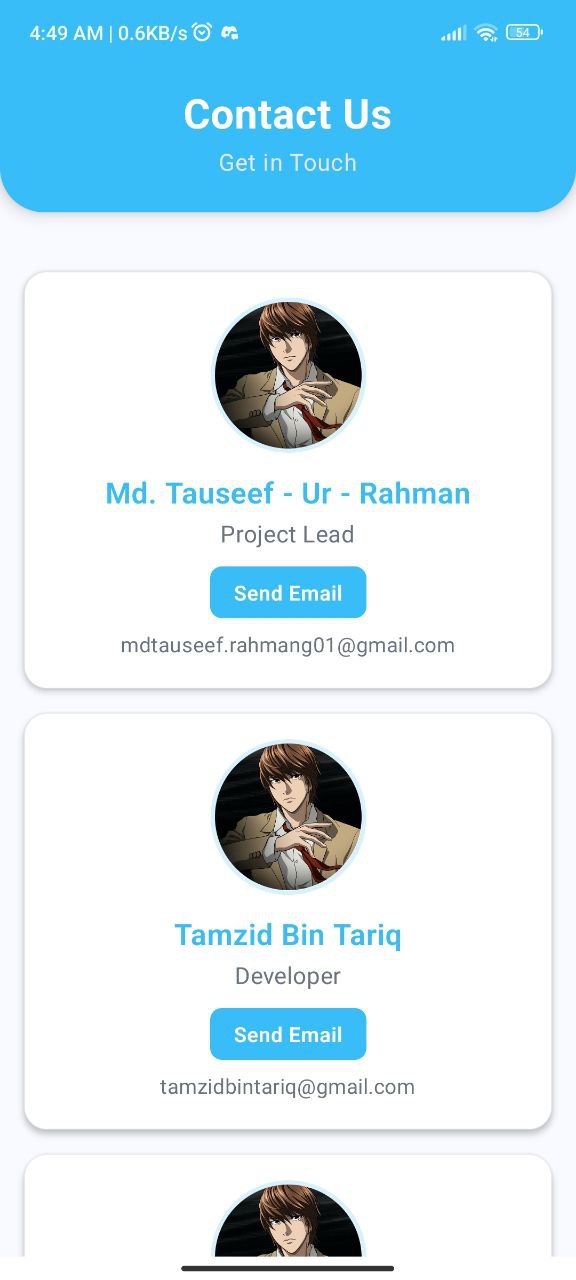 4:49 AM | 0.6KB/s
54
Contact Us
Get in Touch
Md. Tauseef - Ur - Rahman
Project Lead
Send Email
mdtauseef.rahmang01@gmail.com
Tamzid Bin Tariq
Developer
Send Email
tamzidbintariq@gmail.com